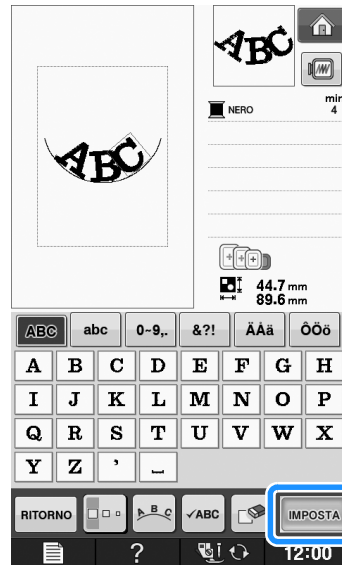 ABC
NERO
min
4
ABC
44.7 mm
89.6 mm
ABC abc 0~9,. &?! ÄÅä ÔÖö
A B C D E F G H
I J K L M N O P
Q R S T U V W X
Y Z ' _
RITORNO ABC ✓ABC IMPOSTA
? 12:00